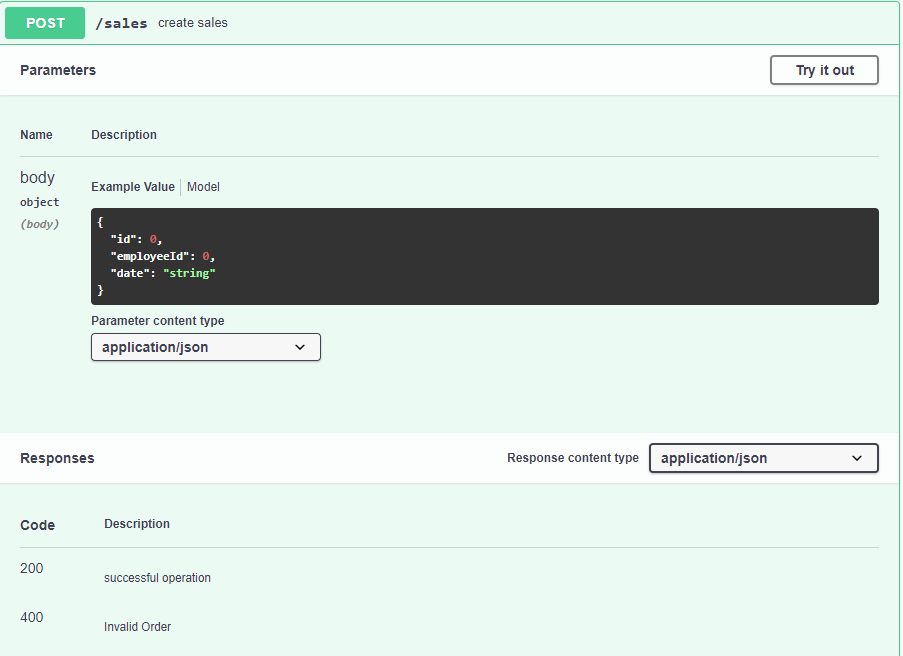 POST /sales create sales
Parameters
Try it out
Name Description
body
object
(body)
Example Value Model
{
"id": 0,
"employeeId": 0,
"date": "string"
}
Parameter content type
application/json
Responses
Response content type application/json
Code Description
200 successful operation
400 Invalid Order